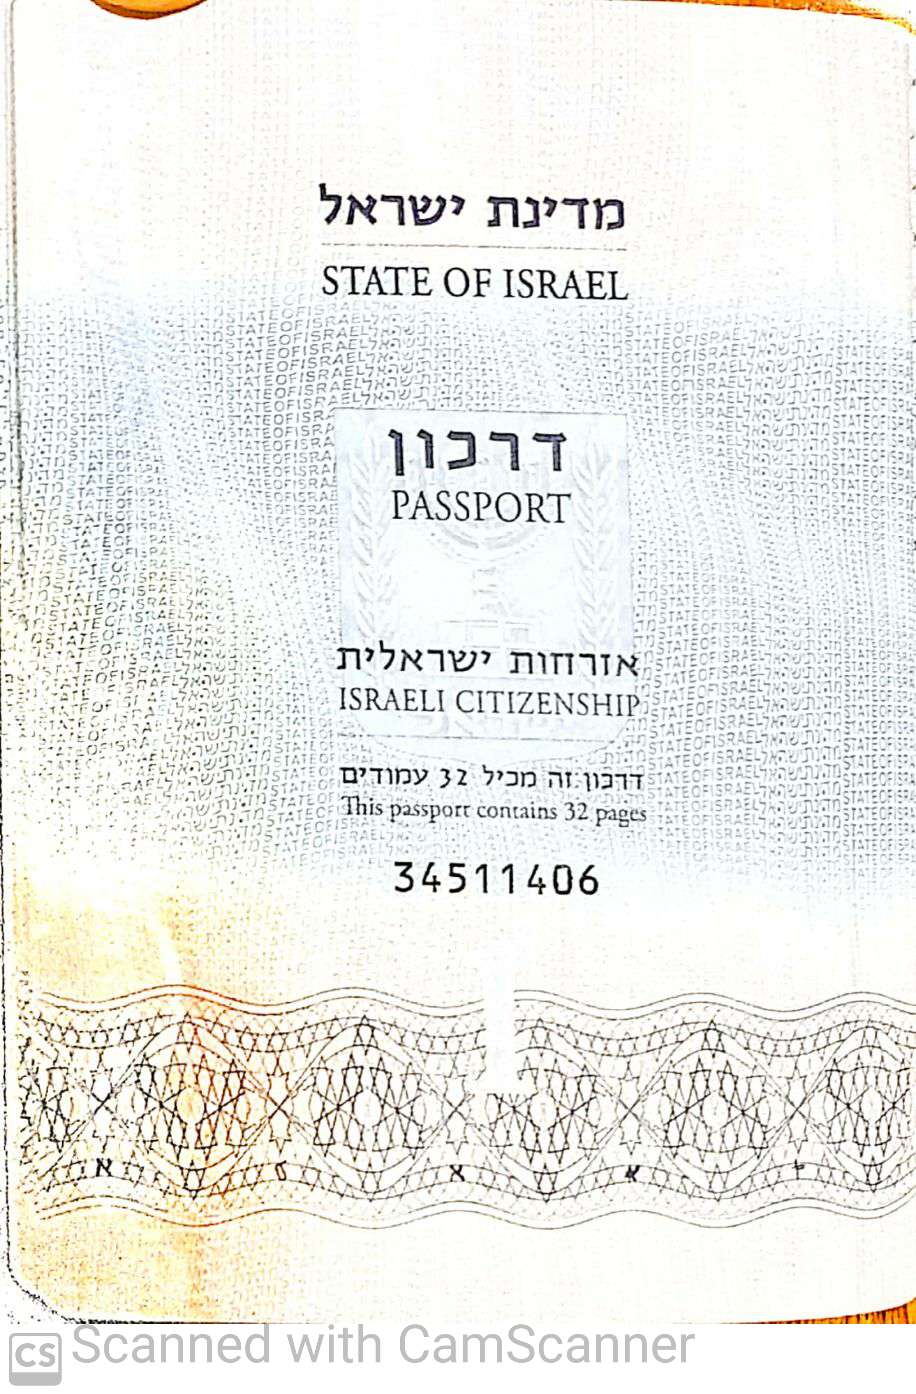 מדינת ישראל
STATE OF ISRAEL
דרכון
PASSPORT
אזרחות ישראלית
ISRAELI CITIZENSHIP
דרכון זה מכיל 32 עמודים
This passport contains 32 pages
34511406
CS Scanned with CamScanner